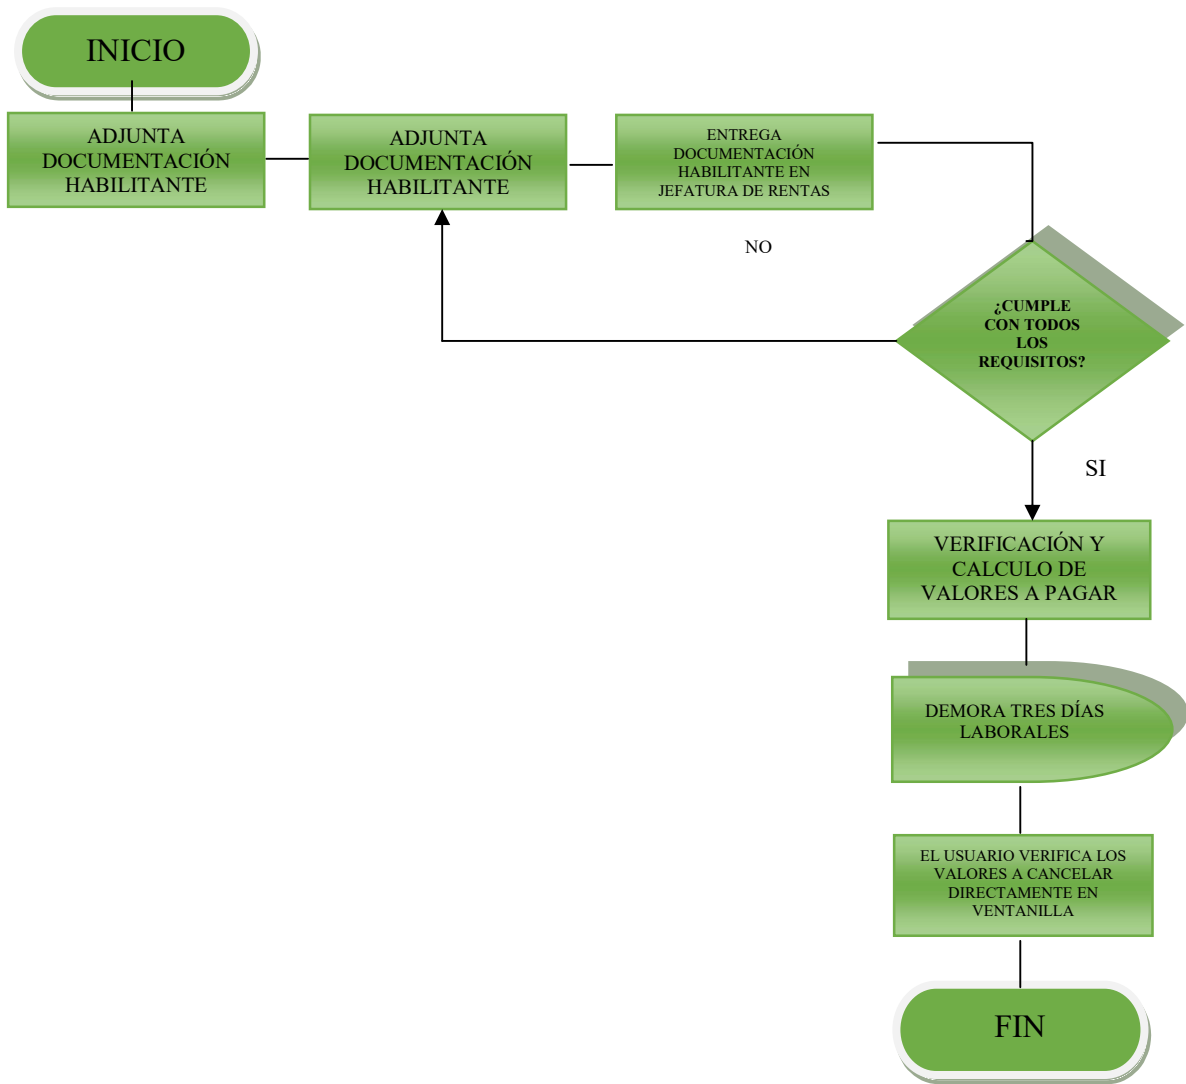 INICIO
ADJUNTA
DOCUMENTACIÓN
HABILITANTE
ADJUNTA
DOCUMENTACIÓN
HABILITANTE
ENTREGA
DOCUMENTACIÓN
HABILITANTE EN
JEFATURA DE RENTAS
NO
¿CUMPLE
CON TODOS
LOS
REQUISITOS?
SI
VERIFICACIÓN Y
CALCULO DE
VALORES A PAGAR
DEMORA TRES DÍAS
LABORALES
EL USUARIO VERIFICA LOS
VALORES A CANCELAR
DIRECTAMENTE EN
VENTANILLA
FIN